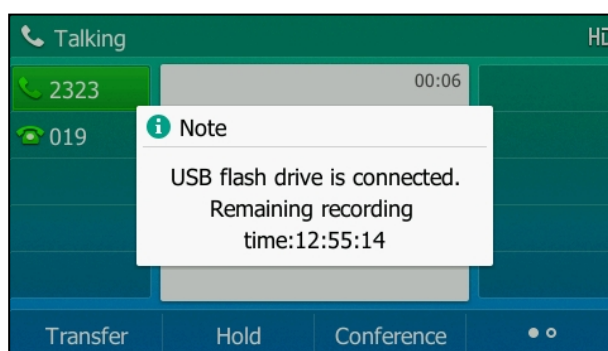 Talking
2323
00:06
019
Note
USB flash drive is connected.
Remaining recording
time:12:55:14
Transfer
Hold
Conference